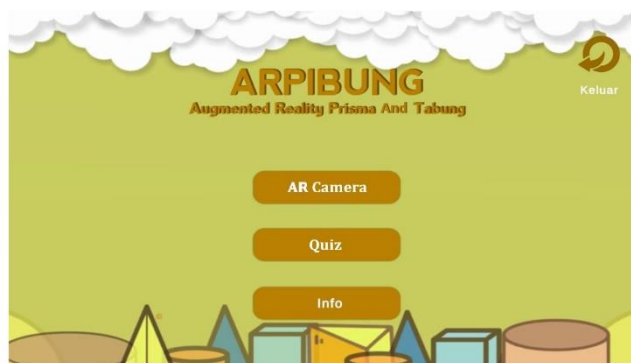 ARPIBUNG
Augmented Reality Prisma And Tabung
Keluar
AR Camera
Quiz
Info